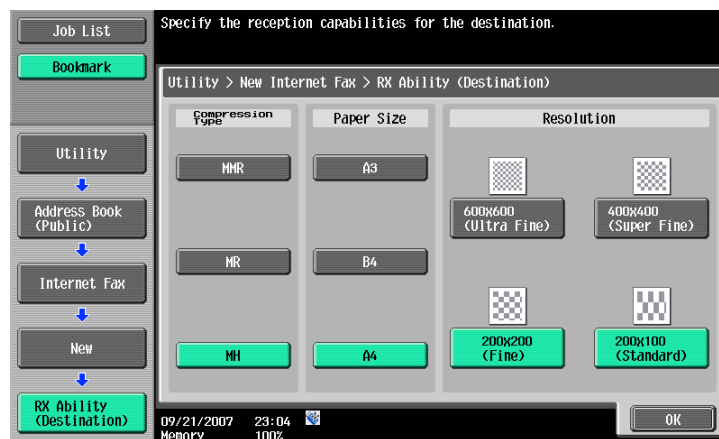 Job List
Bookmark
Utility
Address Book
(Public)
Internet Fax
New
RX Ability
(Destination)
Specify the reception capabilities for the destination.
Utility > New Internet Fax > RX Ability (Destination)
Compression
Type
MMR
MR
MH
Paper Size
A3
B4
A4
Resolution
600x600
(Ultra Fine)
400x400
(Super Fine)
200x200
(Fine)
200x100
(Standard)
09/21/2007 23:04
Memory 100%
OK